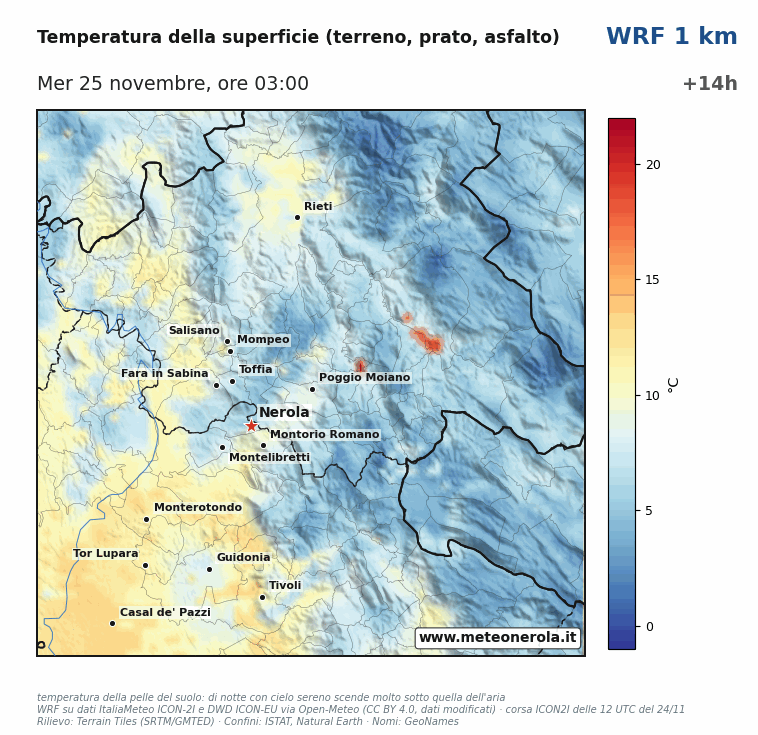 Temperatura della superficie (terreno, prato, asfalto)
WRF 1 km
Mer 25 novembre, ore 03:00
+14h
20
15
10
5
0
°C
Rieti
Salisano
Mompeo
Fara in Sabina
Toffia
Poggio Moiano
Nerola
Montorio Romano
Montelibretti
Monterotondo
Tor Lupara
Guidonia
Tivoli
Casal de' Pazzi
www.meteonerola.it
temperatura della pelle del suolo: di notte con cielo sereno scende molto sotto quella dell'aria
WRF su dati ItaliaMeteo ICON-2I e DWD ICON-EU via Open-Meteo (CC BY 4.0, dati modificati) · corsa ICON2I delle 12 UTC del 24/11
Rilievo: Terrain Tiles (SRTM/GMTED) · Confini: ISTAT, Natural Earth · Nomi: GeoNames